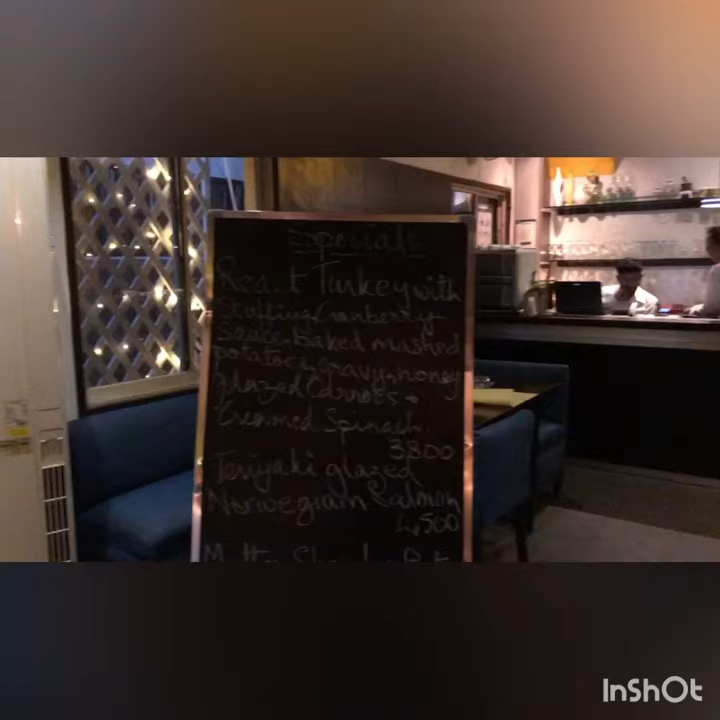 Specials
Roast Turkey with
Stuffing, Cranberry
Sauce, Baked mashed
potatoes, Gravy, honey
glazed Carrots &
Creamed Spinach.
3800
Teriyaki glazed
Norwegian Salmon
4500
InShOt